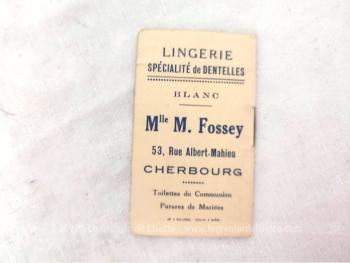 LINGERIE
SPÉCIALITÉ de DENTELLES
BLANC
Mlle M. Fossey
53, Rue Albert-Mahieu
CHERBOURG
Toilettes de Communion
Parures de Mariées